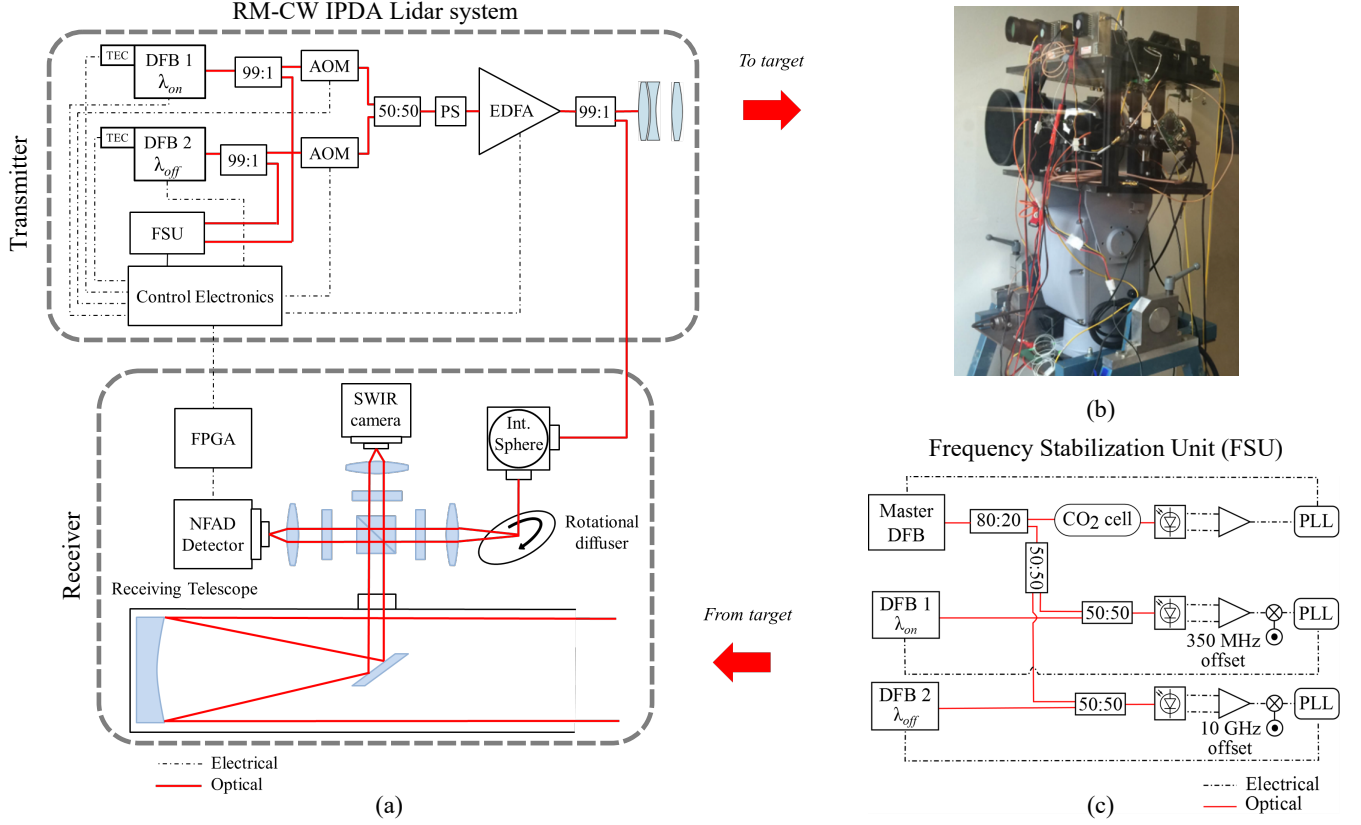 RM-CW IPDA Lidar system
Transmitter
TEC
DFB 1
λon
99:1
AOM
TEC
DFB 2
λoff
99:1
AOM
50:50
PS
EDFA
99:1
FSU
Control Electronics
To target
Receiver
FPGA
SWIR
camera
Int.
Sphere
NFAD
Detector
Rotational
diffuser
Receiving Telescope
From target
Electrical
Optical
(a)
(b)
Frequency Stabilization Unit (FSU)
Master
DFB
80:20
CO2 cell
PLL
50:50
DFB 1
λon
50:50
350 MHz
offset
PLL
DFB 2
λoff
50:50
10 GHz
offset
PLL
Electrical
Optical
(c)